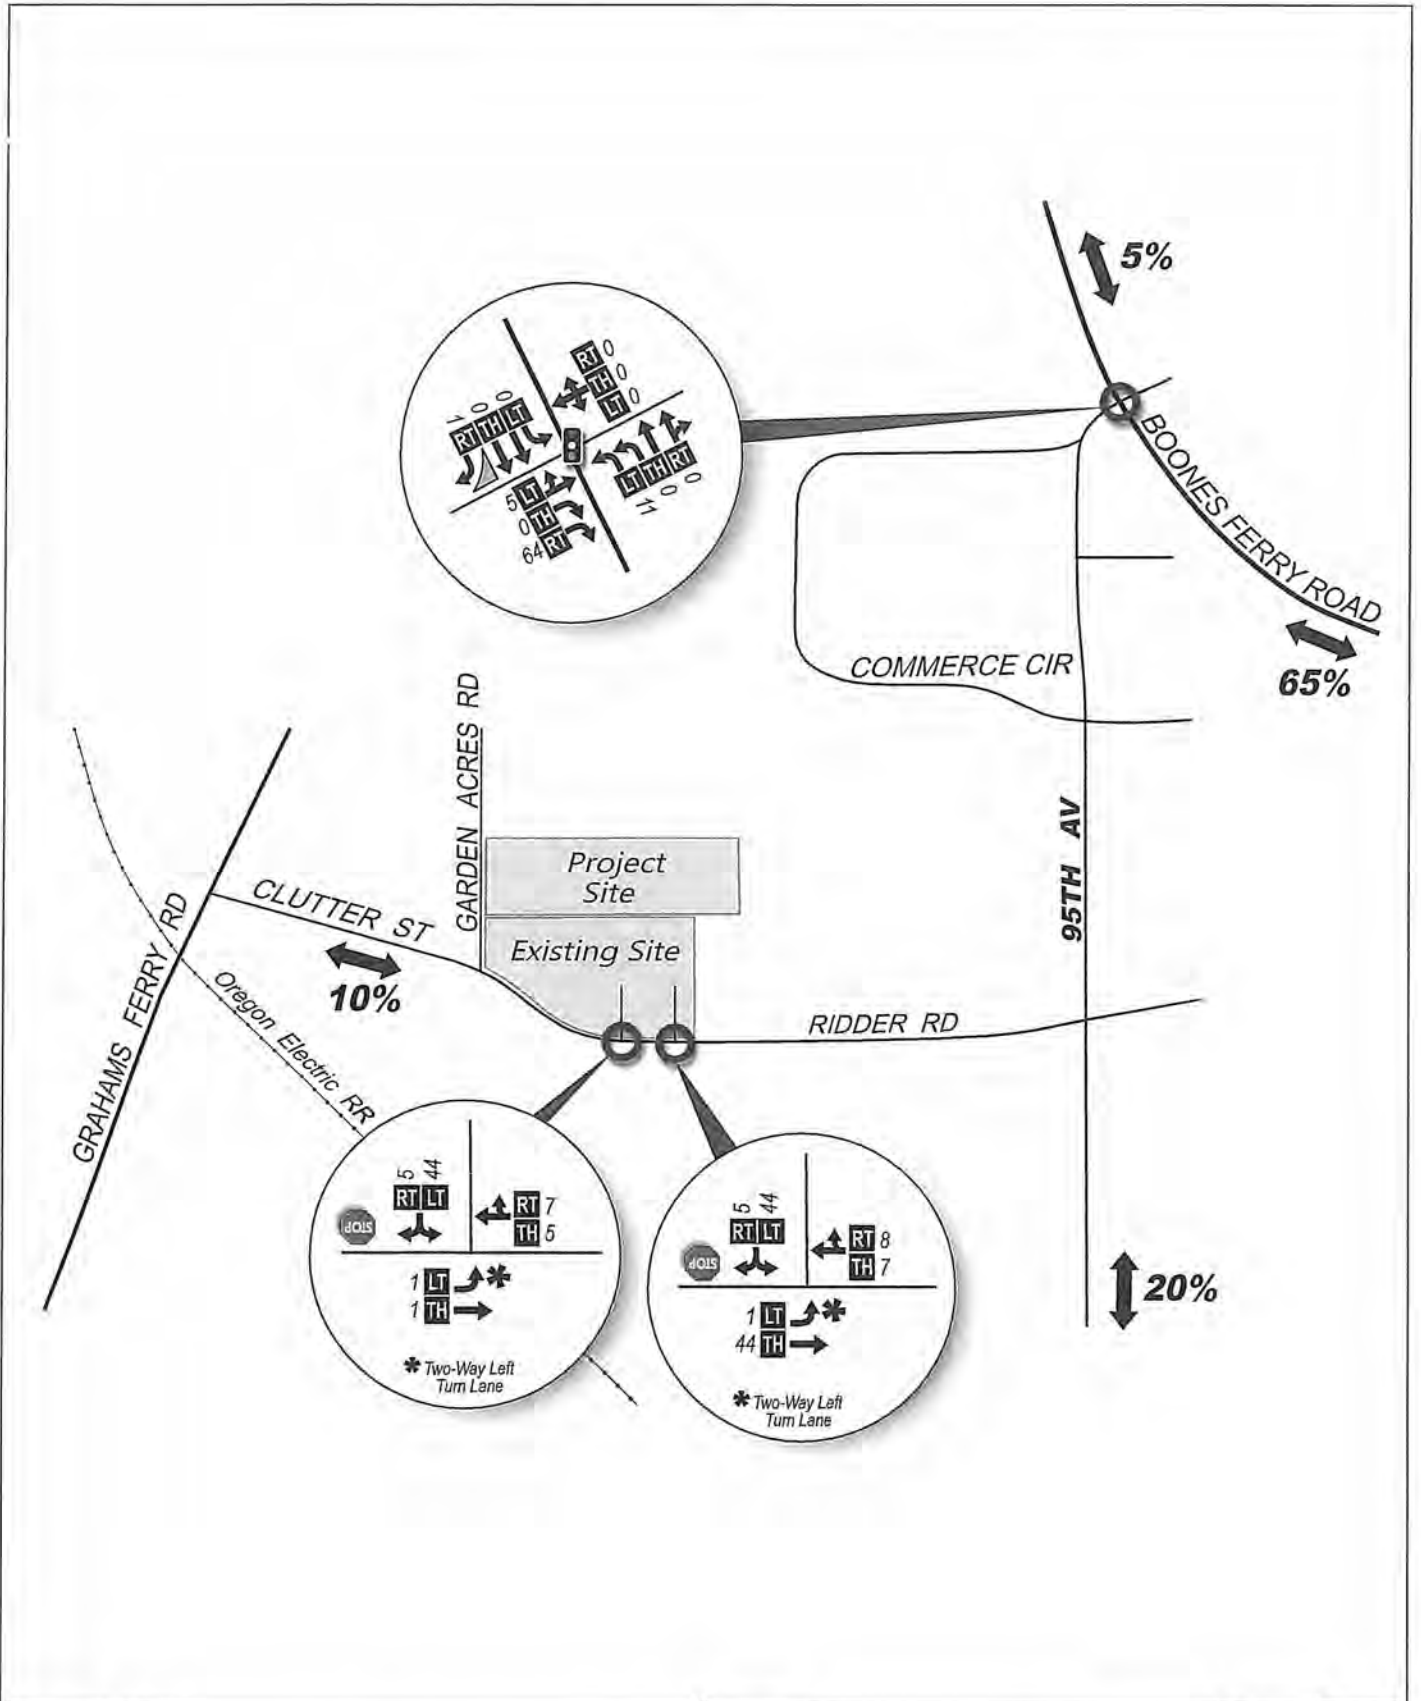 5%
RT 0
TH 0
LT 0
1 0 0
RT TH LT
LT TH RT
11 0 0
5 LT
0 TH
64 RT
BOONES FERRY ROAD
65%
COMMERCE CIR
GARDEN ACRES RD
95TH AV
Project
Site
Existing Site
CLUTTER ST
10%
GRAHAMS FERRY RD
Oregon Electric RR
RIDDER RD
20%
5 44
RT LT
STOP
RT 7
TH 5
1 LT
1 TH
* Two-Way Left
Turn Lane
5 44
RT LT
STOP
RT 8
TH 7
1 LT
44 TH
* Two-Way Left
Turn Lane